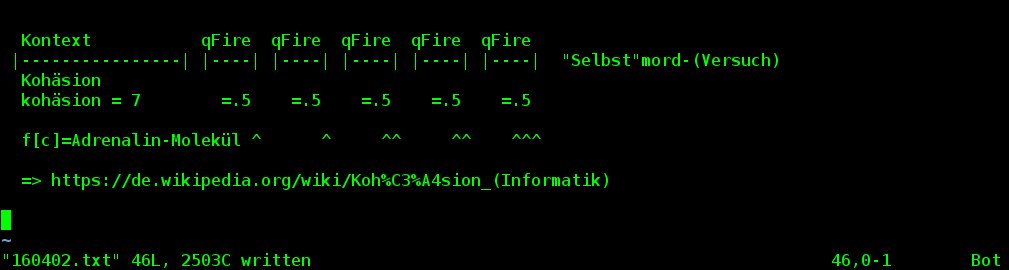 Kontext           qFire  qFire  qFire  qFire  qFire
|----------------| |----| |----| |----| |----| |----|  "Selbst"mord-(Versuch)
Kohäsion
kohäsion = 7        =.5    =.5    =.5    =.5    =.5
f[c]=Adrenalin-Molekül ^      ^     ^^     ^^    ^^^
=> https://de.wikipedia.org/wiki/Koh%C3%A4sion_(Informatik)
~
"160402.txt" 46L, 2503C written                                                    46,0-1        Bot